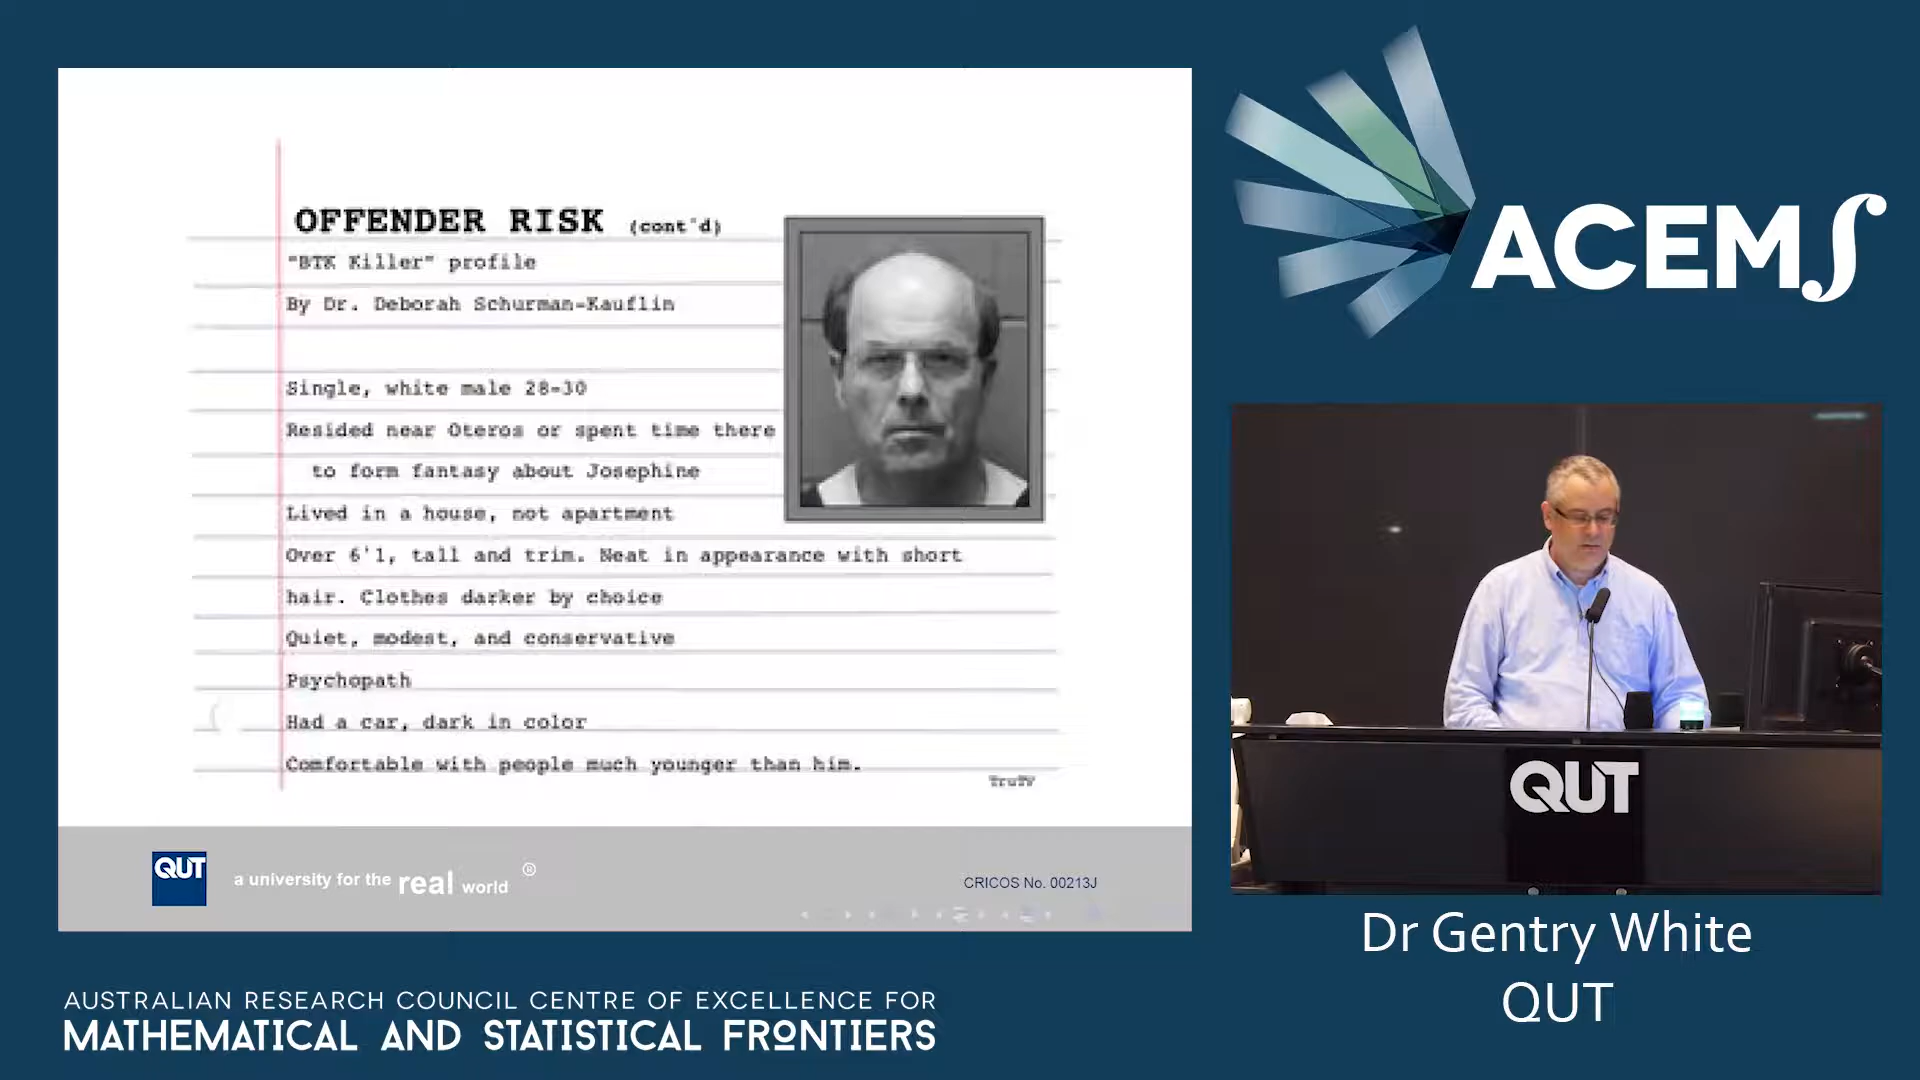 OFFENDER RISK (cont'd)
"BTK Killer" profile
By Dr. Deborah Schurman-Kauflin
Single, white male 28-30
Resided near Oteros or spent time there
to form fantasy about Josephine
Lived in a house, not apartment
Over 6'1, tall and trim. Neat in appearance with short
hair. Clothes darker by choice
Quiet, modest, and conservative
Psychopath
Had a car, dark in color
Comfortable with people much younger than him.
TruTV
QUT
a university for the real world ®
CRICOS No. 00213J
ACEMS
QUT
Dr Gentry White
QUT
AUSTRALIAN RESEARCH COUNCIL CENTRE OF EXCELLENCE FOR
MATHEMATICAL AND STATISTICAL FRONTIERS